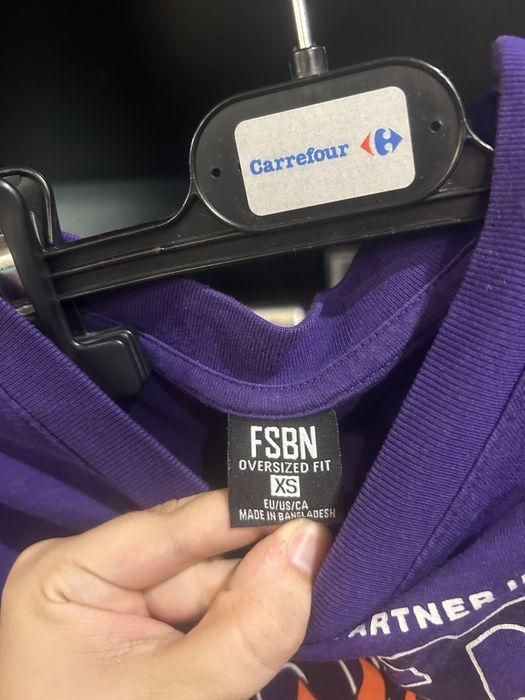 Carrefour
FSBN
OVERSIZED FIT
XS
EU/US/CA
MADE IN BANGLADESH
ARTNER